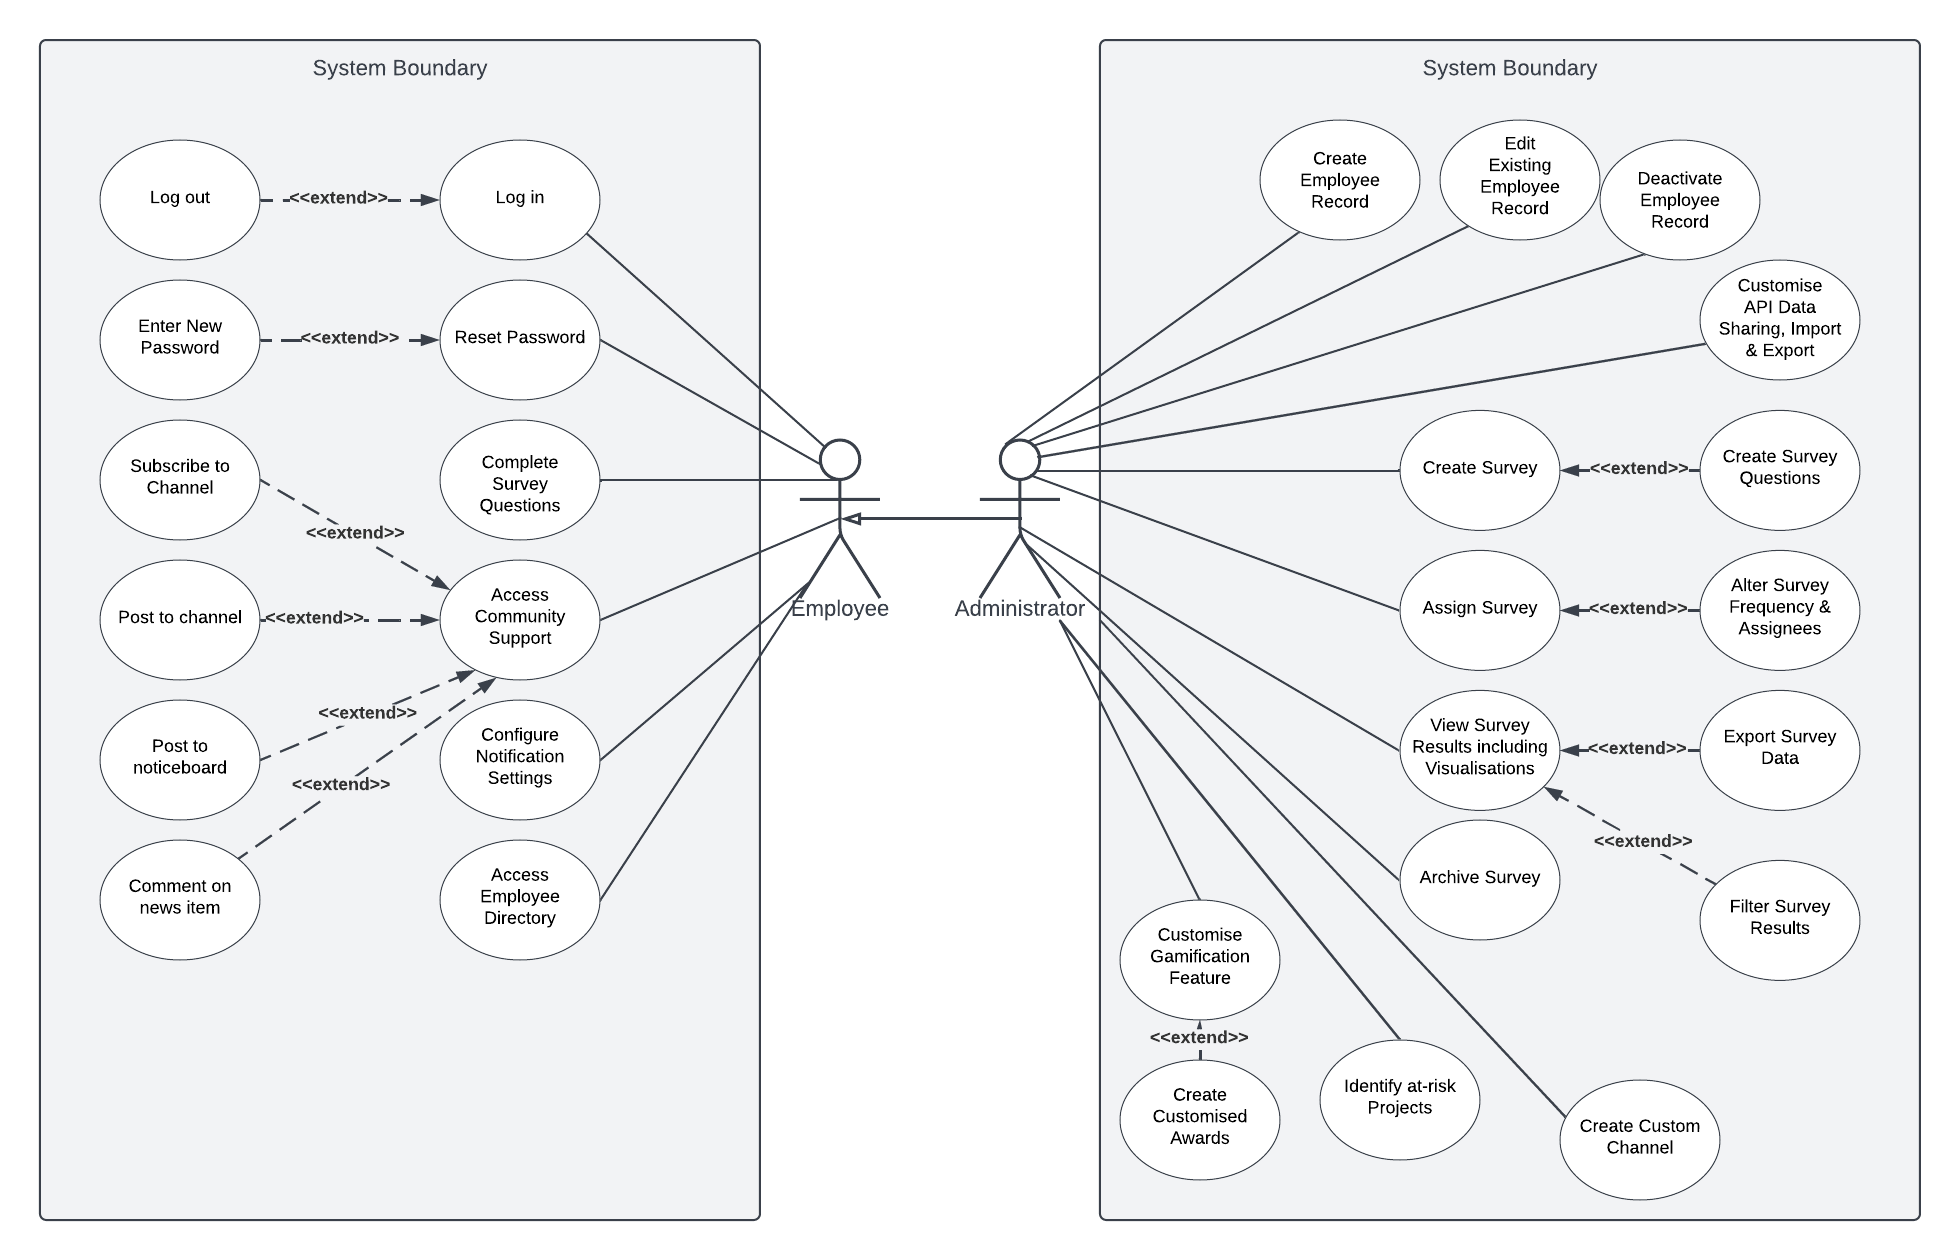 System Boundary
Log out
<<extend>>
Log in
Enter New
Password
<<extend>>
Reset Password
Subscribe to
Channel
<<extend>>
Complete
Survey
Questions
Post to channel
<<extend>>
Access
Community
Support
Post to
noticeboard
<<extend>>
Configure
Notification
Settings
<<extend>>
Comment on
news item
Access
Employee
Directory
Employee
Administrator
System Boundary
Create
Employee
Record
Edit
Existing
Employee
Record
Deactivate
Employee
Record
Customise
API Data
Sharing, Import
& Export
Create Survey
<<extend>>
Create Survey
Questions
Assign Survey
<<extend>>
Alter Survey
Frequency &
Assignees
View Survey
Results including
Visualisations
<<extend>>
Export Survey
Data
<<extend>>
Archive Survey
Filter Survey
Results
Customise
Gamification
Feature
<<extend>>
Create
Customised
Awards
Identify at-risk
Projects
Create Custom
Channel